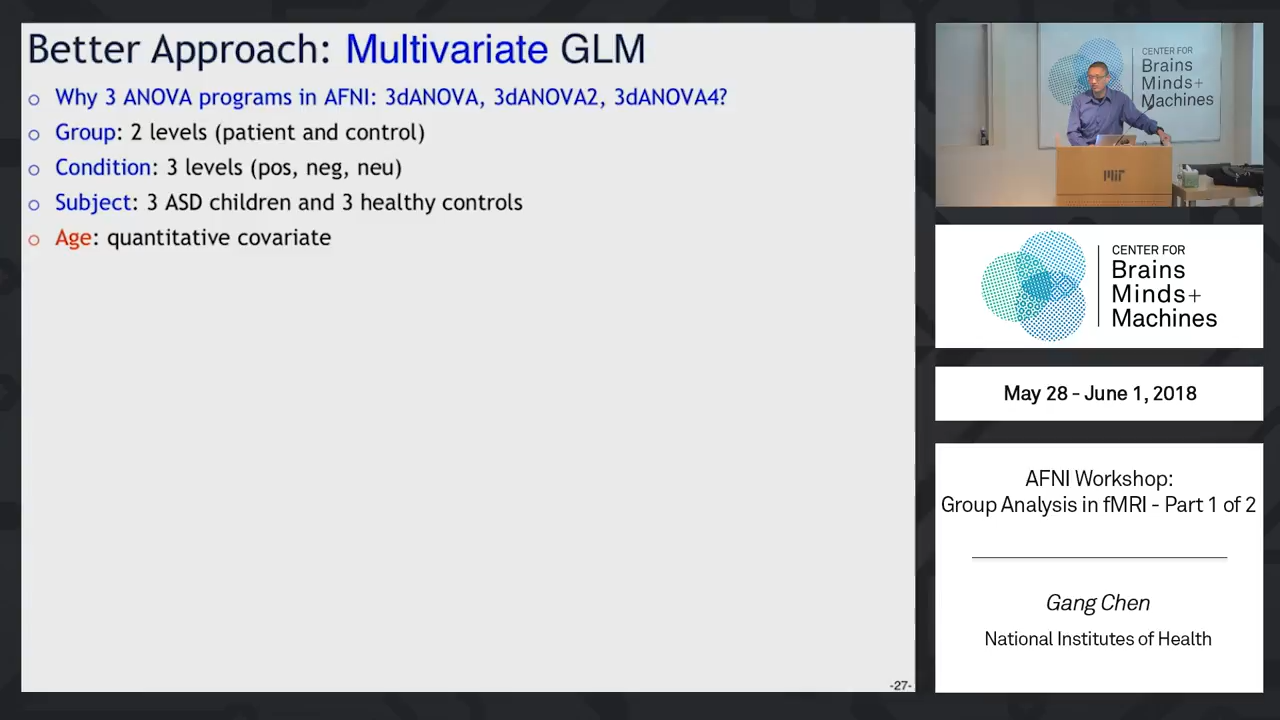 Better Approach: Multivariate GLM
Why 3 ANOVA programs in AFNI: 3dANOVA, 3dANOVA2, 3dANOVA4?
Group: 2 levels (patient and control)
Condition: 3 levels (pos, neg, neu)
Subject: 3 ASD children and 3 healthy controls
Age: quantitative covariate
-27-
CENTER FOR
Brains
Minds+
Machines
MIT
CENTER FOR
Brains
Minds+
Machines
May 28 - June 1, 2018
AFNI Workshop:
Group Analysis in fMRI - Part 1 of 2
Gang Chen
National Institutes of Health